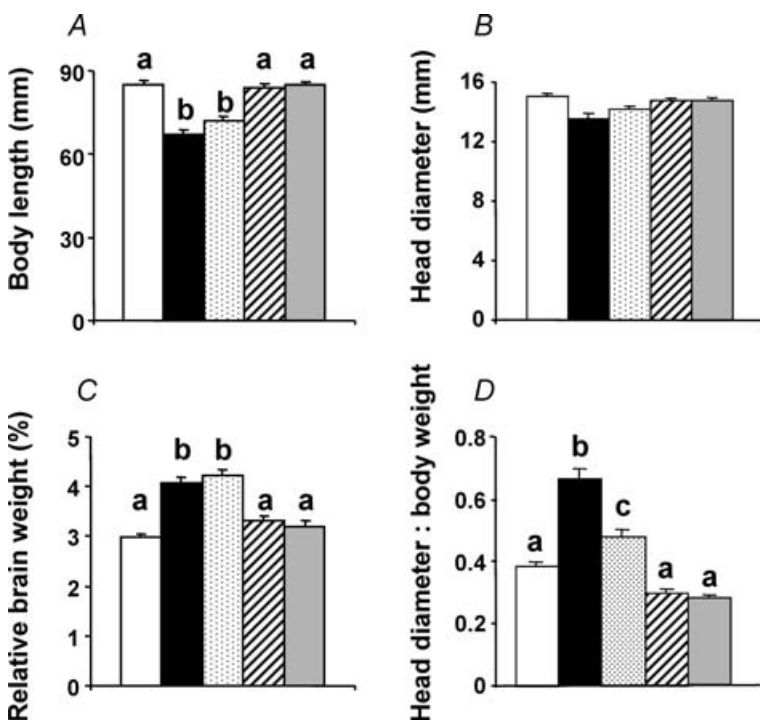 A
Body length (mm)
90
60
30
0
a
b
b
a
a
B
Head diameter (mm)
16
12
8
4
0
C
Relative brain weight (%)
5
4
3
2
1
0
a
b
b
a
a
D
Head diameter : body weight
0.8
0.6
0.4
0.2
0
a
b
c
a
a